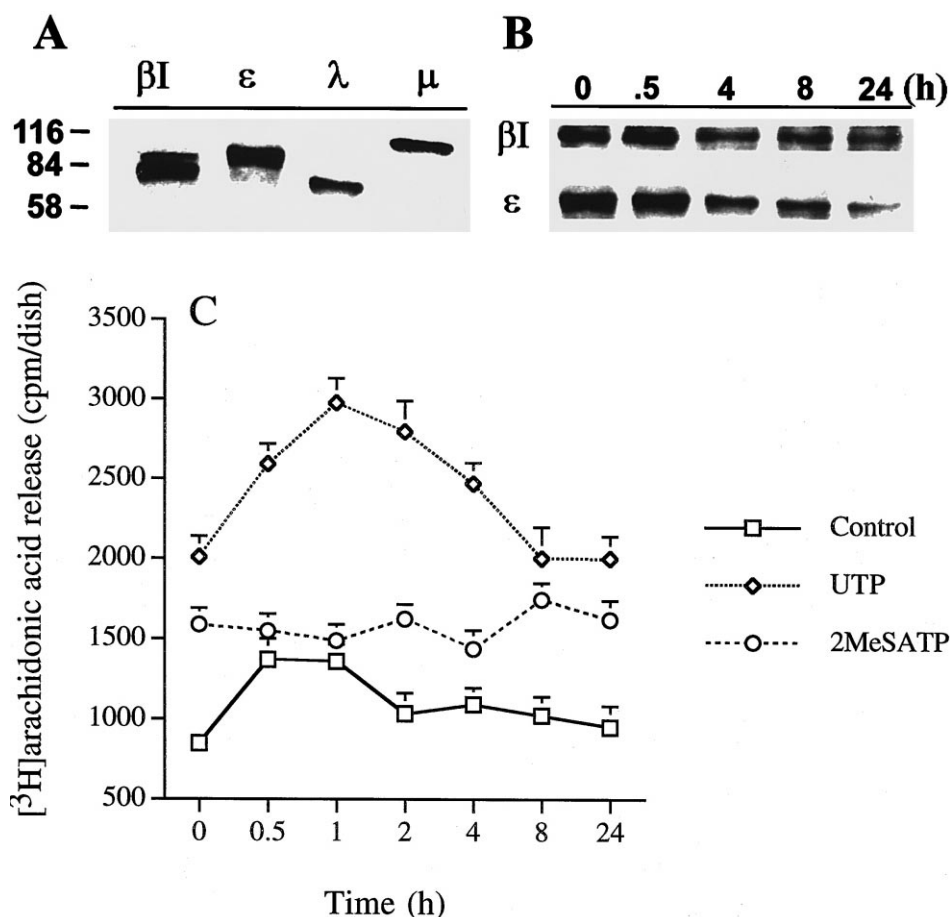 A
βI ε λ μ
116
84
58
B
0 .5 4 8 24 (h)
βI
ε
C
[³H]arachidonic acid release (cpm/dish)
3500
3000
2500
2000
1500
1000
500
0 0.5 1 2 4 8 24
Time (h)
Control
UTP
2MeSATP